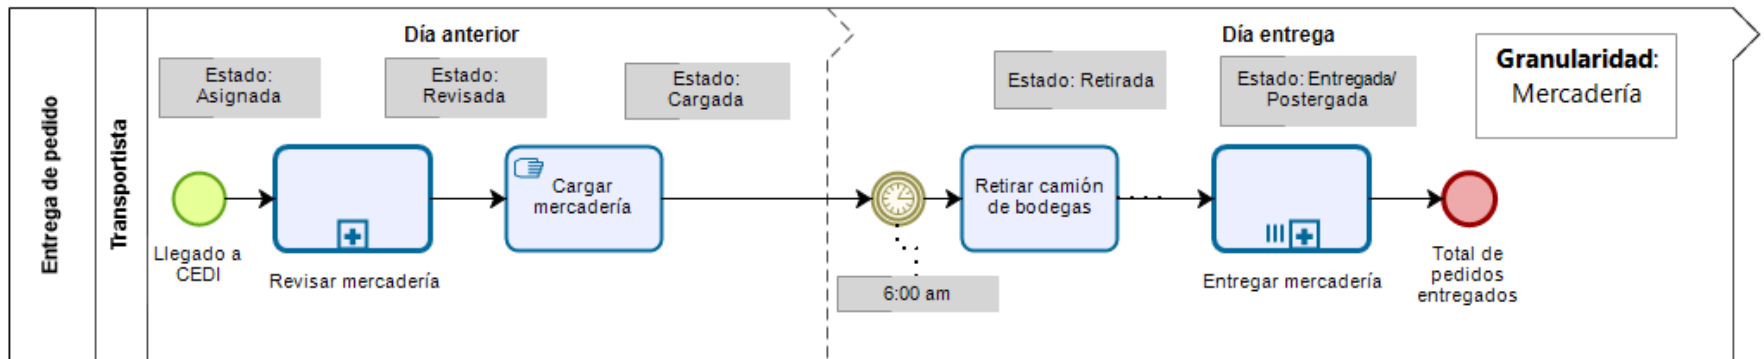 Entrega de pedido
Transportista
Día anterior
Día entrega
Granularidad:
Mercadería
Estado:
Asignada
Estado:
Revisada
Estado:
Cargada
Estado: Retirada
Estado: Entregada/
Postergada
Llegado a
CEDI
Revisar mercadería
Cargar
mercadería
6:00 am
Retirar camión
de bodegas
Entregar mercadería
Total de
pedidos
entregados